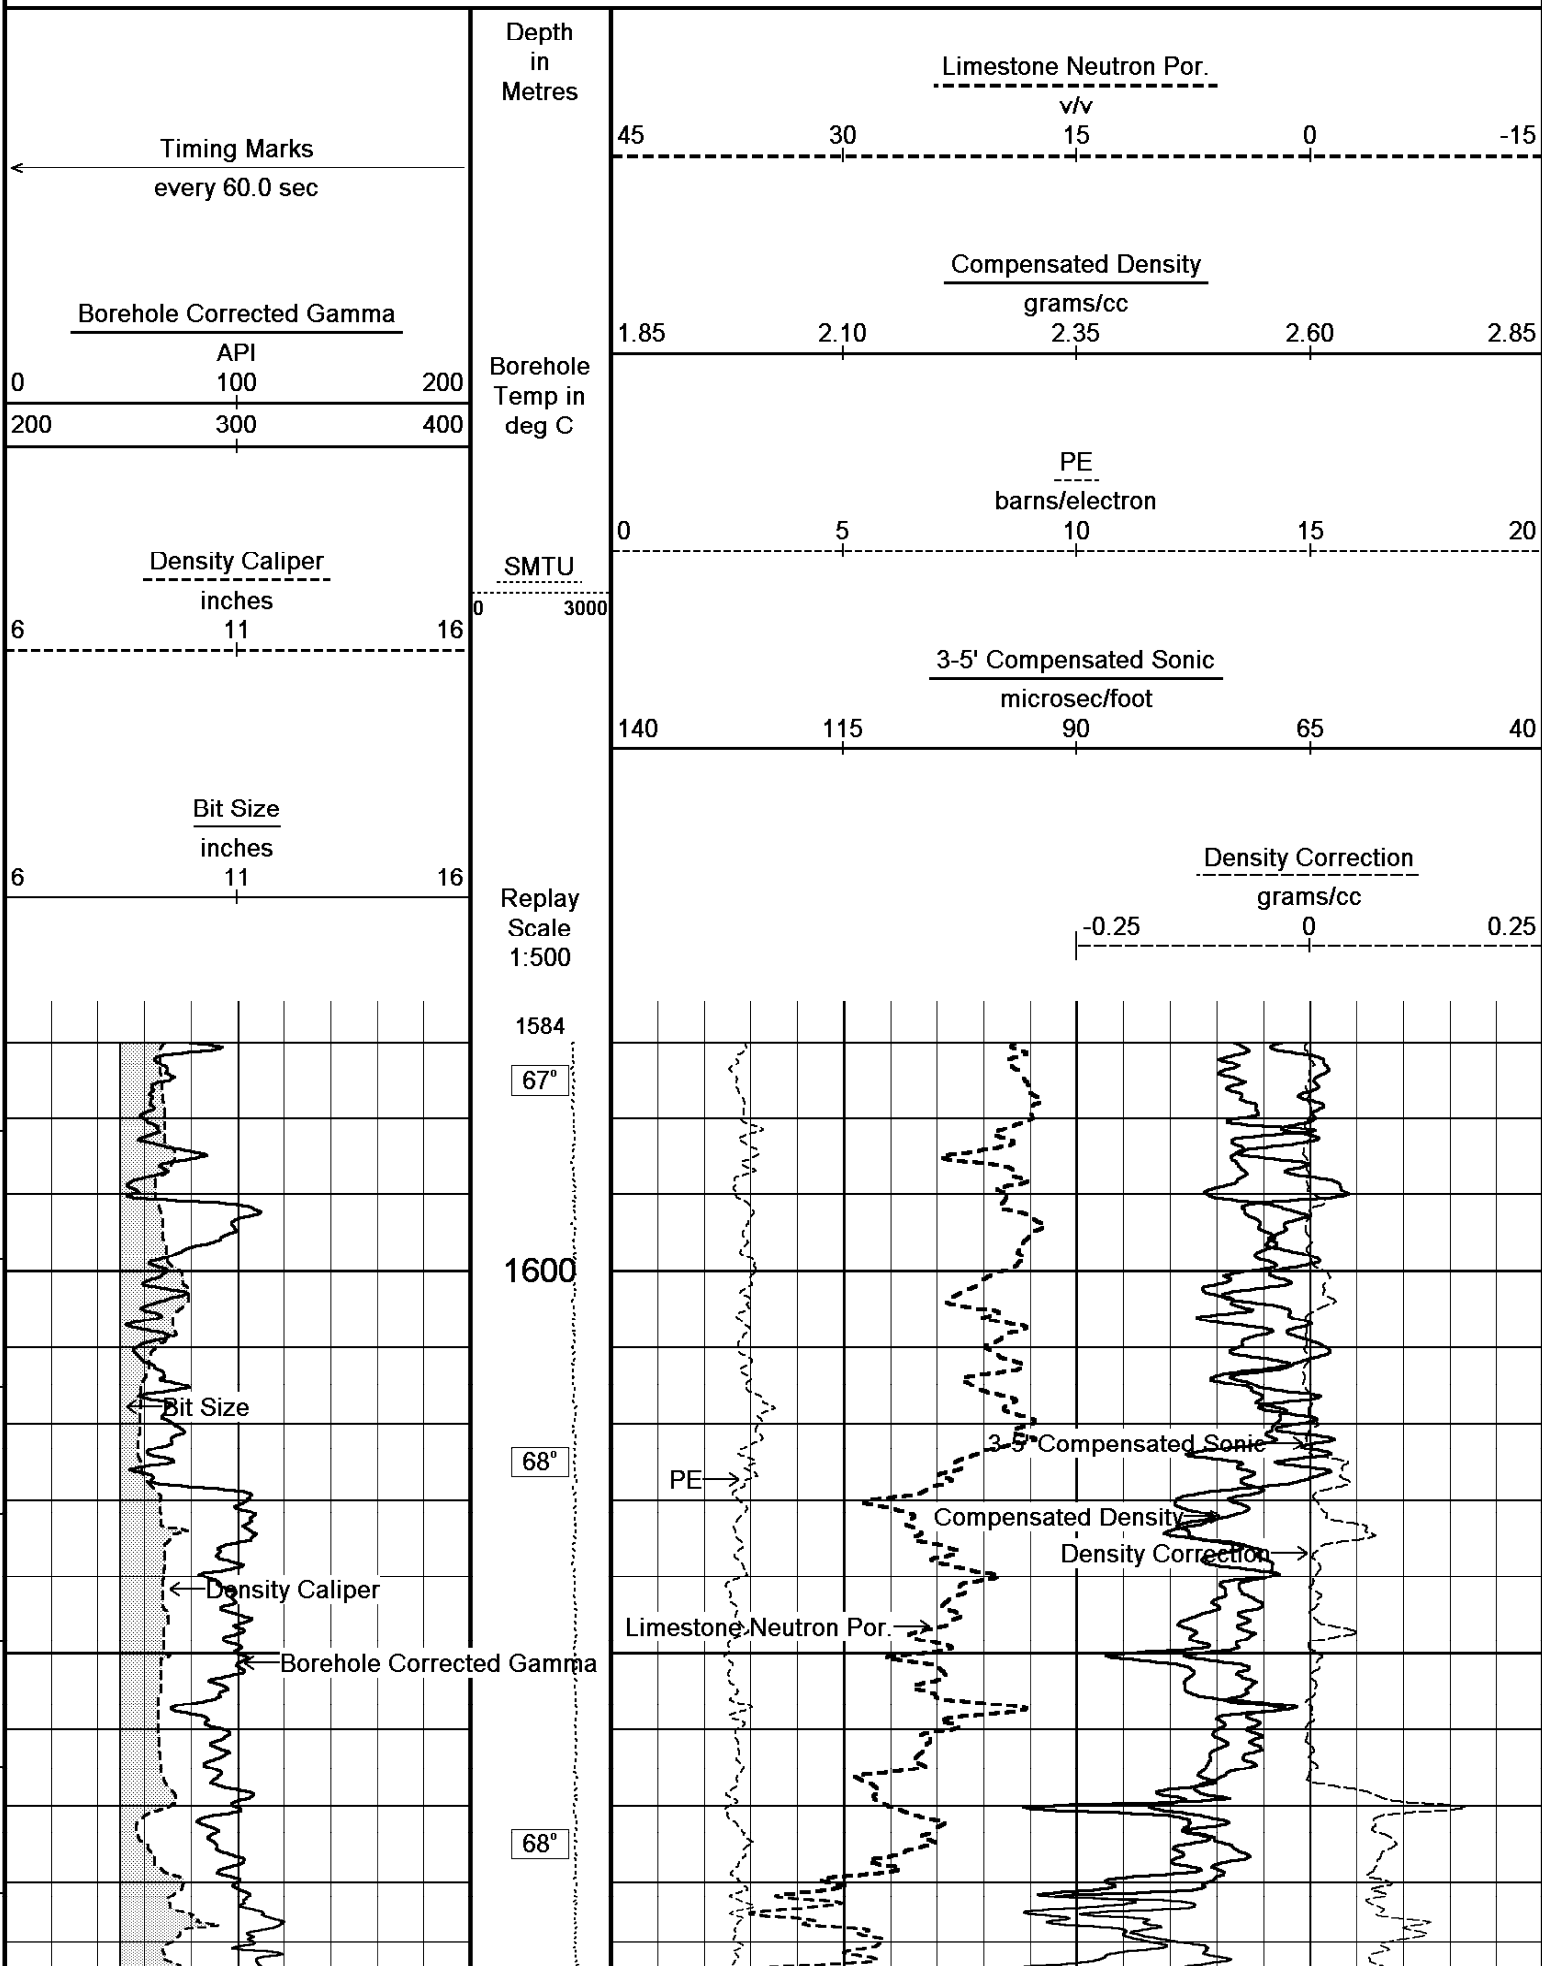 Timing Marks
every 60.0 sec
Borehole Corrected Gamma
API
0 100 200
200 300 400
Density Caliper
inches
6 11 16
Bit Size
inches
6 11 16
Depth
in
Metres
Borehole
Temp in
deg C
SMTU
0 3000
Replay
Scale
1:500
Limestone Neutron Por.
v/v
45 30 15 0 -15
Compensated Density
grams/cc
1.85 2.10 2.35 2.60 2.85
PE
barns/electron
0 5 10 15 20
3-5' Compensated Sonic
microsec/foot
140 115 90 65 40
Density Correction
grams/cc
-0.25 0 0.25
1584
67°
1600
Bit Size
3-5' Compensated Sonic
68°
PE
Compensated Density
Density Correction
Density Caliper
Limestone Neutron Por.
Borehole Corrected Gamma
68°